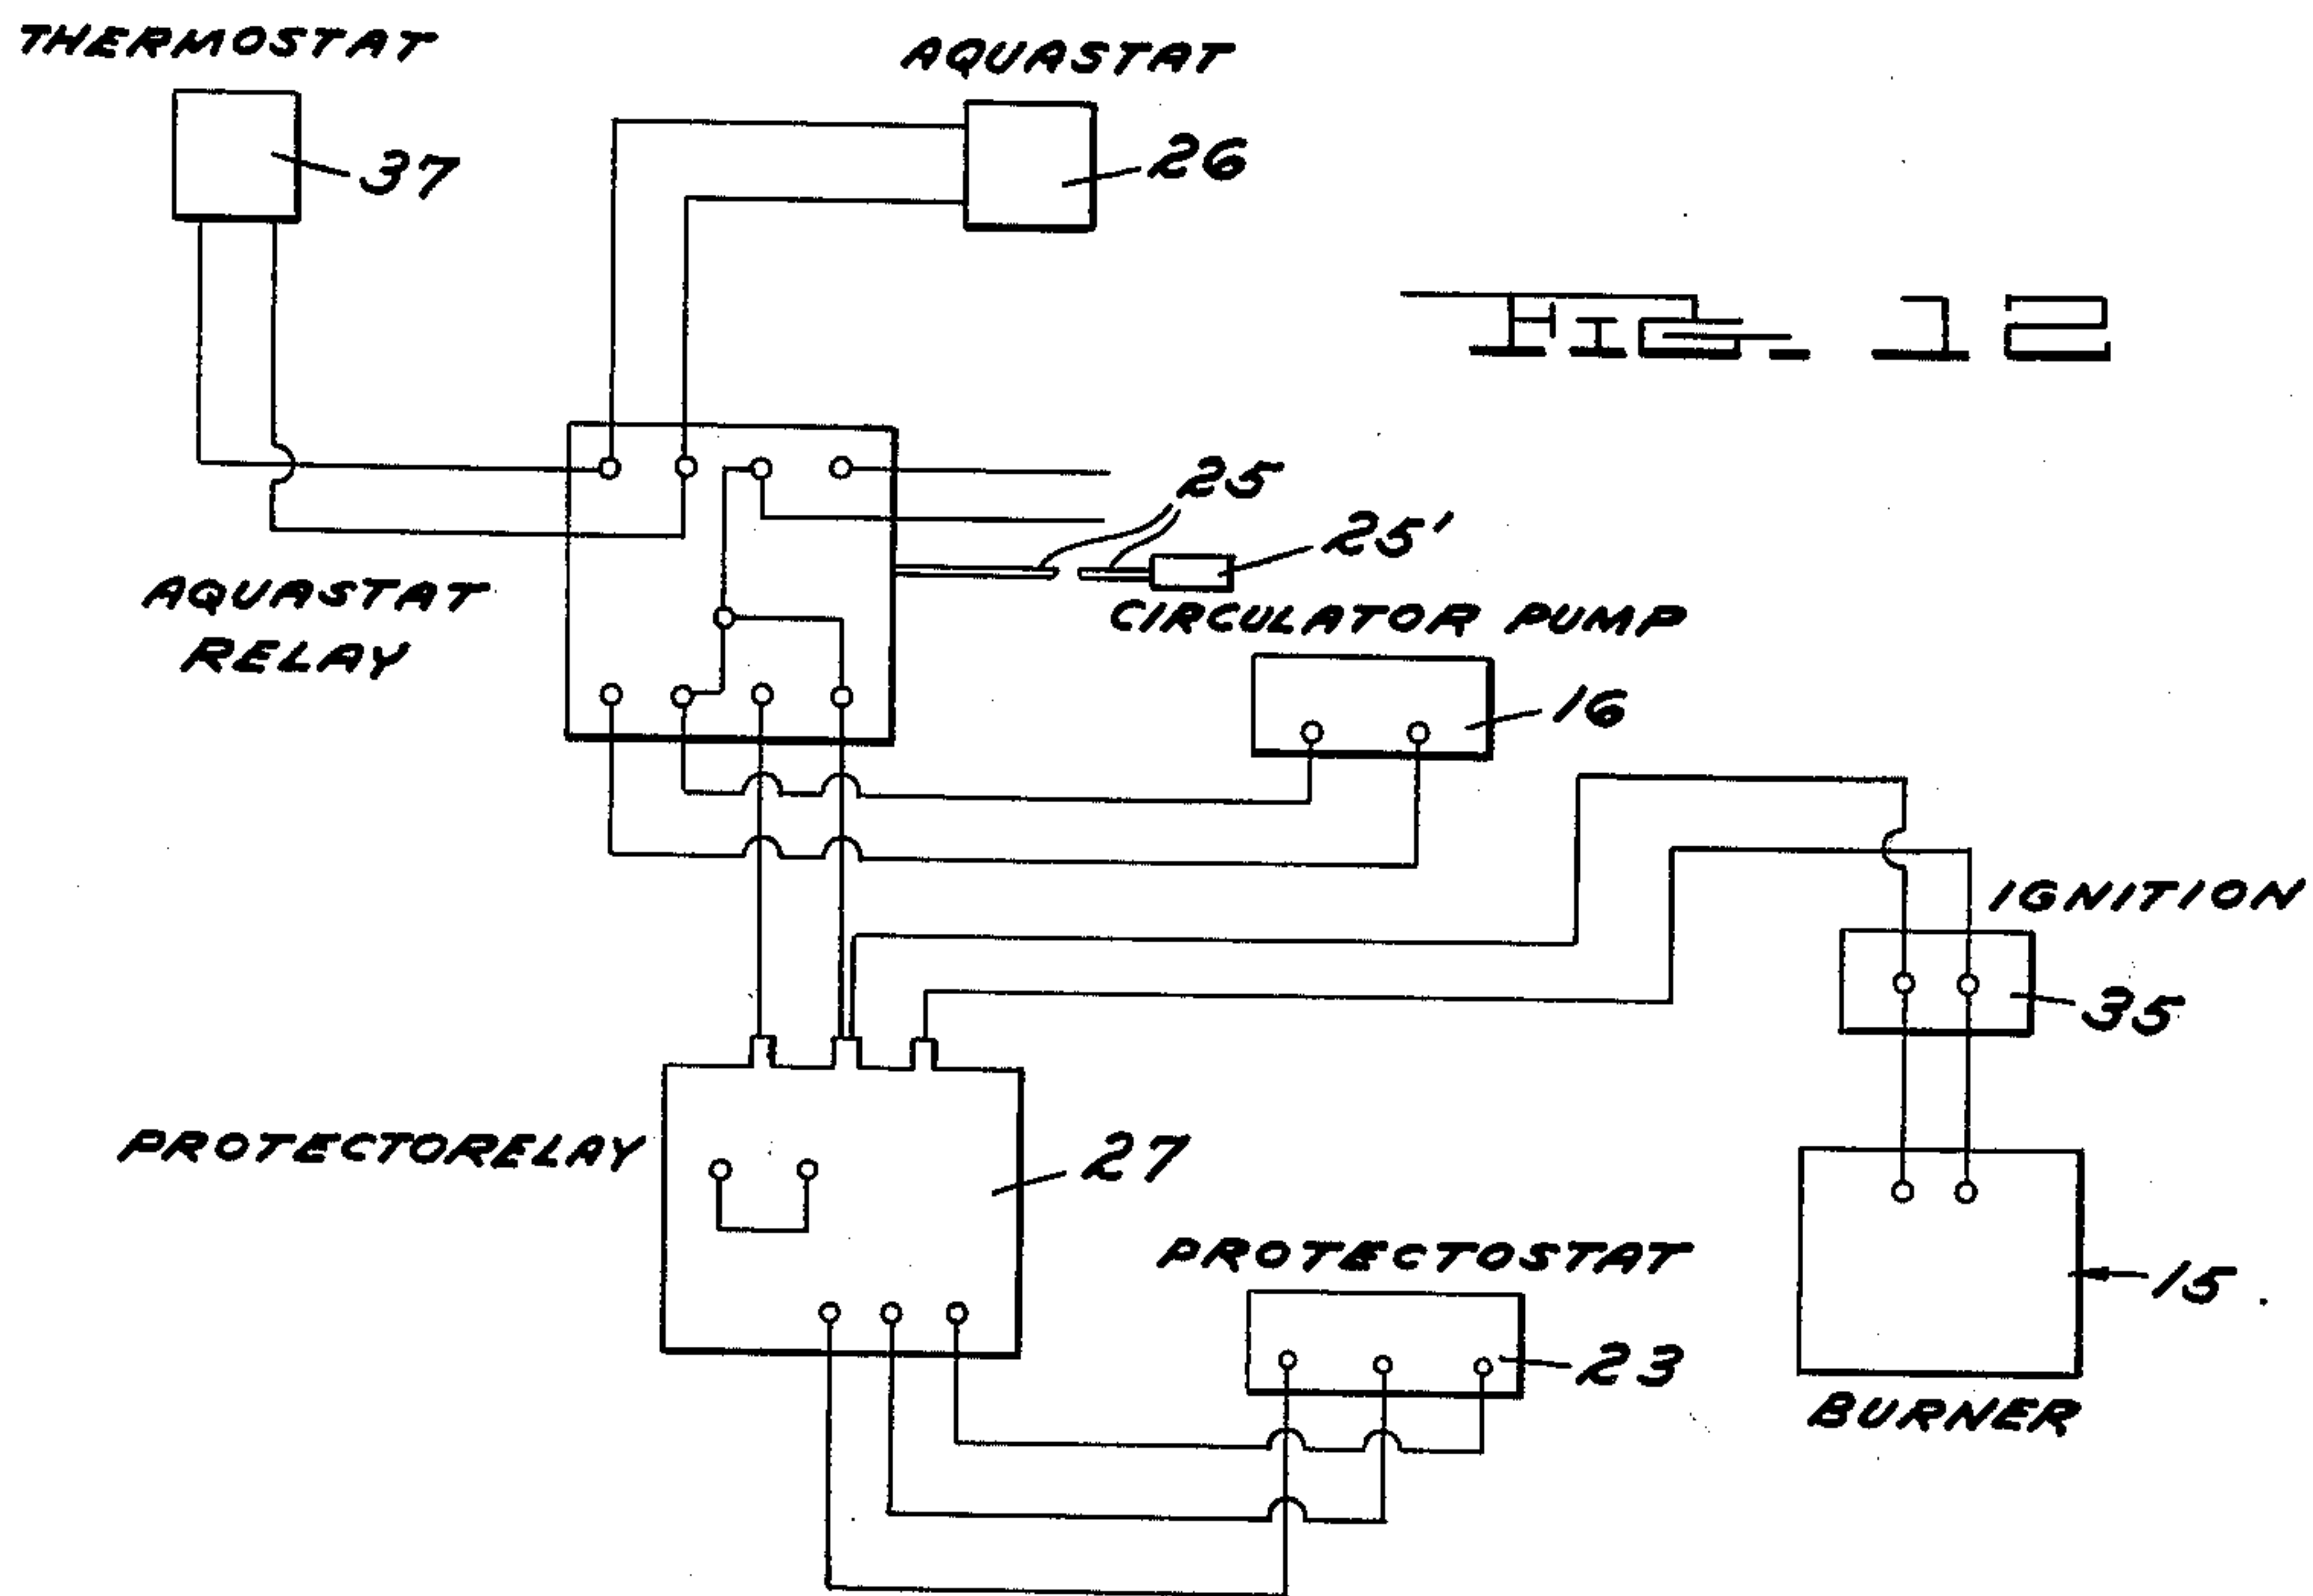 THERMOSTAT
AQUASTAT
37
26
FIG_ 12
25
25'
AQUASTAT
RELAY
CIRCULATOR PUMP
16
IGNITION
35
PROTECTORELAY
27
PROTECTOSTAT
15
23
BURNER